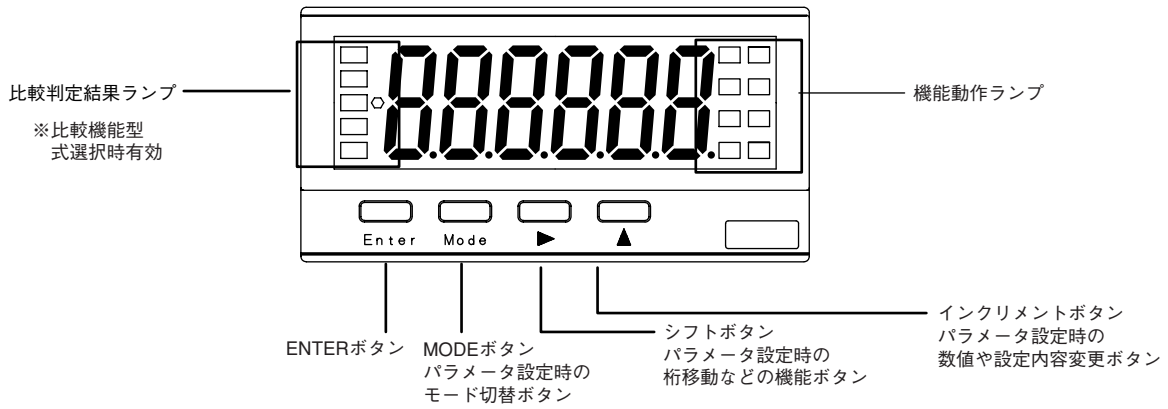 比較判定結果ランプ
※比較機能型
式選択時有効
機能動作ランプ
Enter Mode
ENTERボタン
MODEボタン
パラメータ設定時の
モード切替ボタン
シフトボタン
パラメータ設定時の
桁移動などの機能ボタン
インクリメントボタン
パラメータ設定時の
数値や設定内容変更ボタン